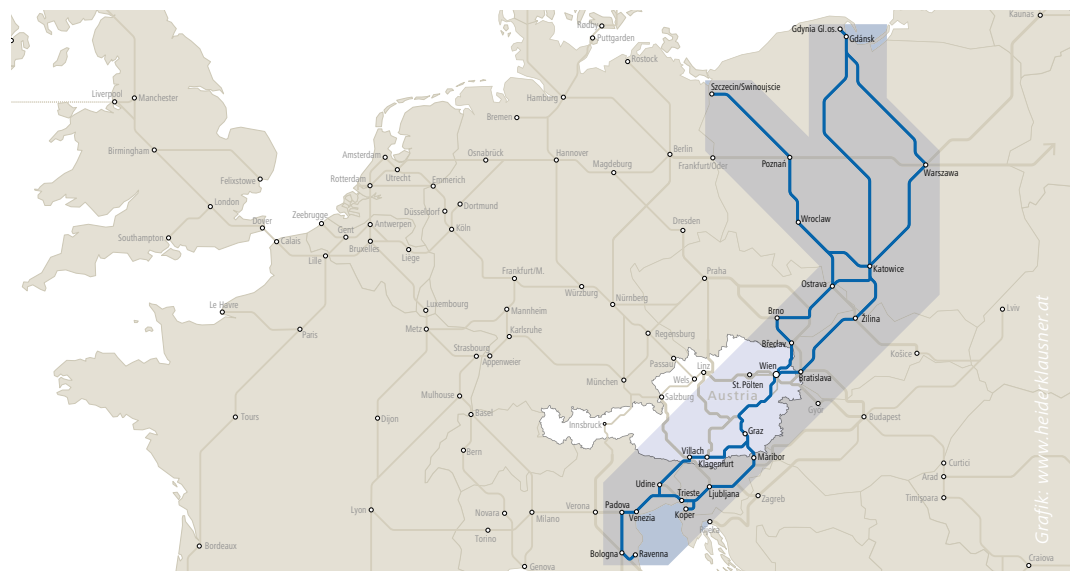 Kaunas
Rødby
Puttgarden
Gdynia Gl.os.
Gdańsk
Rostock
Szczecin/Swinoujscie
Liverpool
Manchester
Hamburg
Bremen
Birmingham
Amsterdam
Osnabrück
Hannover
Berlin
Frankfurt/Oder
Poznań
Magdeburg
Warszawa
Felixstowe
Rotterdam
Utrecht
Emmerich
London
Zeebrugge
Düsseldorf
Dortmund
Wroclaw
Dover
Gent
Antwerpen
Dresden
Southampton
Calais
Bruxelles
Köln
Liège
Lille
Frankfurt/M.
Praha
Katowice
Ostrava
Würzburg
Nürnberg
Le Havre
Luxembourg
Mannheim
Brno
Žilina
Lviv
Paris
Metz
Karlsruhe
Regensburg
Břeclav
Strasbourg
Appenweier
Passau
Linz
Wien
Košice
München
Wels
St. Pölten
Bratislava
Mulhouse
Salzburg
Austria
Györ
Basel
Tours
Dijon
Innsbruck
Graz
Budapest
Bern
Villach
Klagenfurt
Maribor
Curtici
Arad
Udine
Trieste
Ljubljana
Zagreb
Timișoara
Lyon
Novara
Milano
Verona
Padova
Venezia
Koper
Rijeka
Torino
Bordeaux
Bologna
Ravenna
Genova
Craiova
Grafik: www.heiderklausner.at